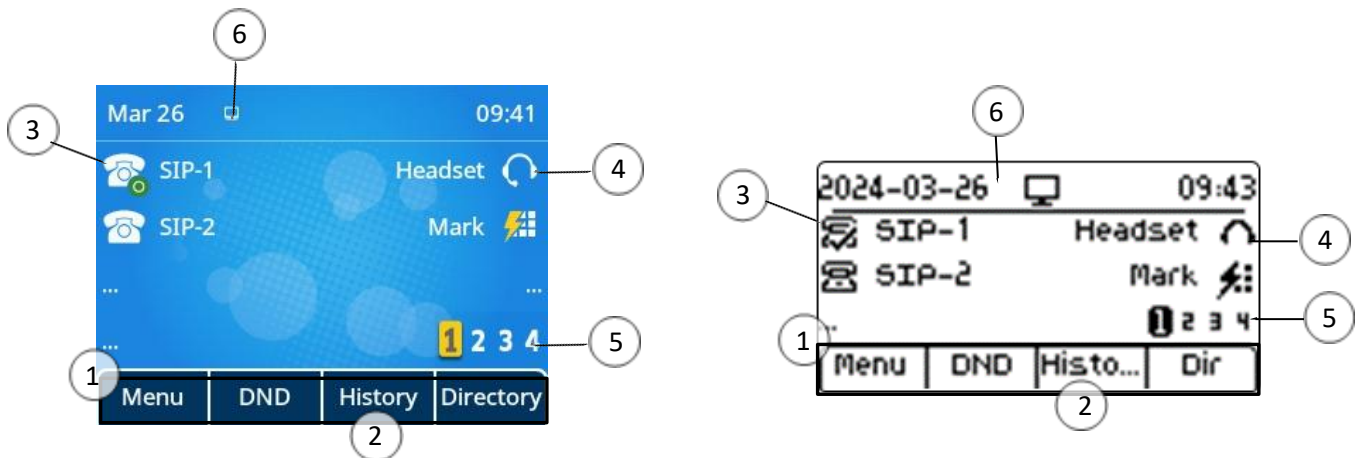 6
Mar 26 09:41
3
SIP-1 Headset
4
SIP-2 Mark
... ...
... 1 2 3 4
5
1
Menu DND History Directory
2
6
2024-03-26 09:43
3
SIP-1 Headset
4
SIP-2 Mark
... 1 2 3 4
5
1
Menu DND Histo... Dir
2